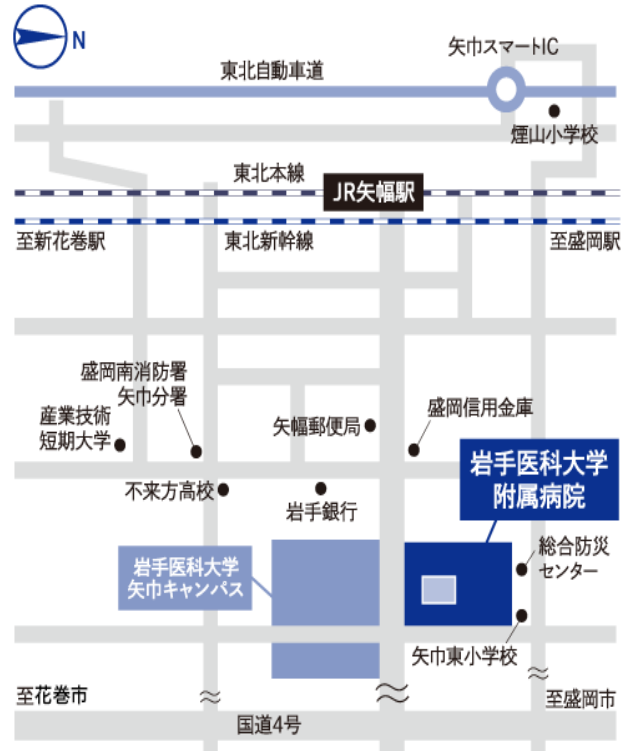 N
矢巾スマートIC
東北自動車道
煙山小学校
東北本線
JR矢幅駅
至新花巻駅
東北新幹線
至盛岡駅
盛岡南消防署
矢巾分署
産業技術
短期大学
矢幅郵便局
盛岡信用金庫
岩手医科大学
附属病院
不来方高校
岩手銀行
岩手医科大学
矢巾キャンパス
総合防災
センター
矢巾東小学校
至花巻市
至盛岡市
国道4号